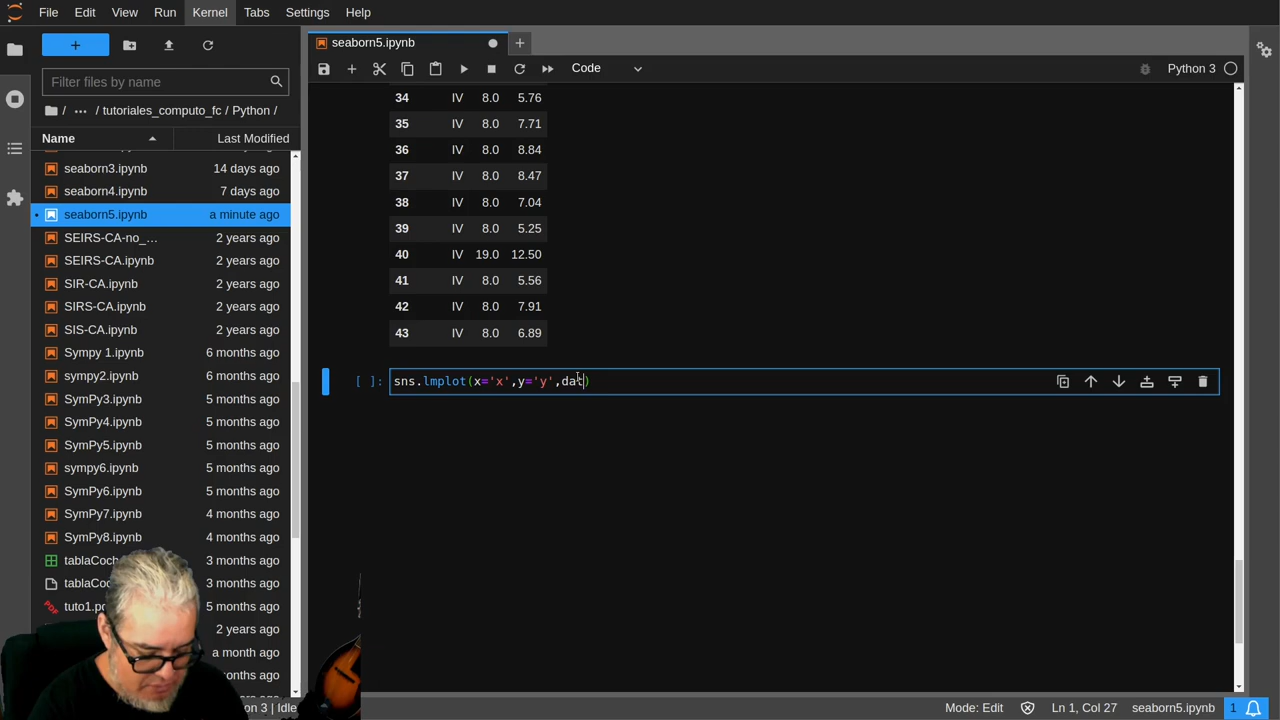 File Edit View Run Kernel Tabs Settings Help
seaborn5.ipynb
Filter files by name
Code
Python 3
/ ... / tutoriales_computo_fc / Python /
Name Last Modified
seaborn3.ipynb 14 days ago
seaborn4.ipynb 7 days ago
seaborn5.ipynb a minute ago
SEIRS-CA-no_... 2 years ago
SEIRS-CA.ipynb 2 years ago
SIR-CA.ipynb 2 years ago
SIRS-CA.ipynb 2 years ago
SIS-CA.ipynb 2 years ago
Sympy 1.ipynb 6 months ago
sympy2.ipynb 6 months ago
SymPy3.ipynb 5 months ago
SymPy4.ipynb 5 months ago
SymPy5.ipynb 5 months ago
sympy6.ipynb 5 months ago
SymPy6.ipynb 5 months ago
SymPy7.ipynb 4 months ago
SymPy8.ipynb 4 months ago
tablaCoch 3 months ago
tablaCoc 3 months ago
tuto1.pd 5 months ago
2 years ago
a month ago
onths ago
34 IV 8.0 5.76
35 IV 8.0 7.71
36 IV 8.0 8.84
37 IV 8.0 8.47
38 IV 8.0 7.04
39 IV 8.0 5.25
40 IV 19.0 12.50
41 IV 8.0 5.56
42 IV 8.0 7.91
43 IV 8.0 6.89
[ ]: sns.lmplot(x='x',y='y',dat)
on 3 | Idle
Mode: Edit Ln 1, Col 27 seaborn5.ipynb 1